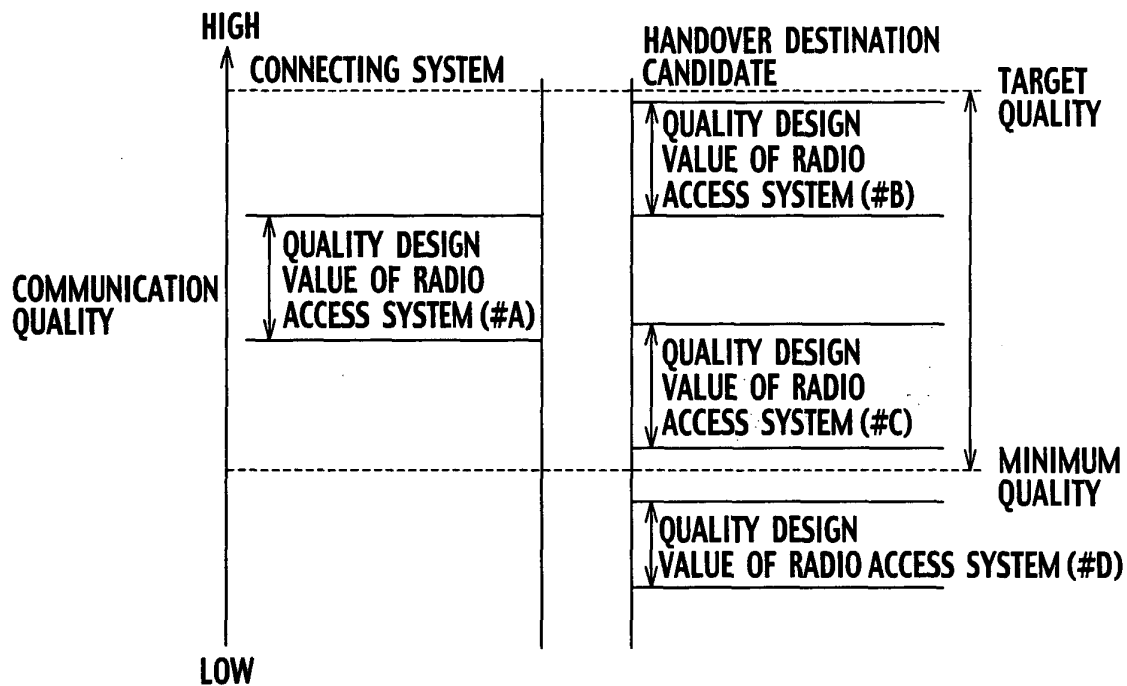 HIGH
CONNECTING SYSTEM
HANDOVER DESTINATION
CANDIDATE
TARGET
QUALITY
QUALITY DESIGN
VALUE OF RADIO
ACCESS SYSTEM (#B)
COMMUNICATION
QUALITY
QUALITY DESIGN
VALUE OF RADIO
ACCESS SYSTEM (#A)
QUALITY DESIGN
VALUE OF RADIO
ACCESS SYSTEM (#C)
MINIMUM
QUALITY
QUALITY DESIGN
VALUE OF RADIO ACCESS SYSTEM (#D)
LOW